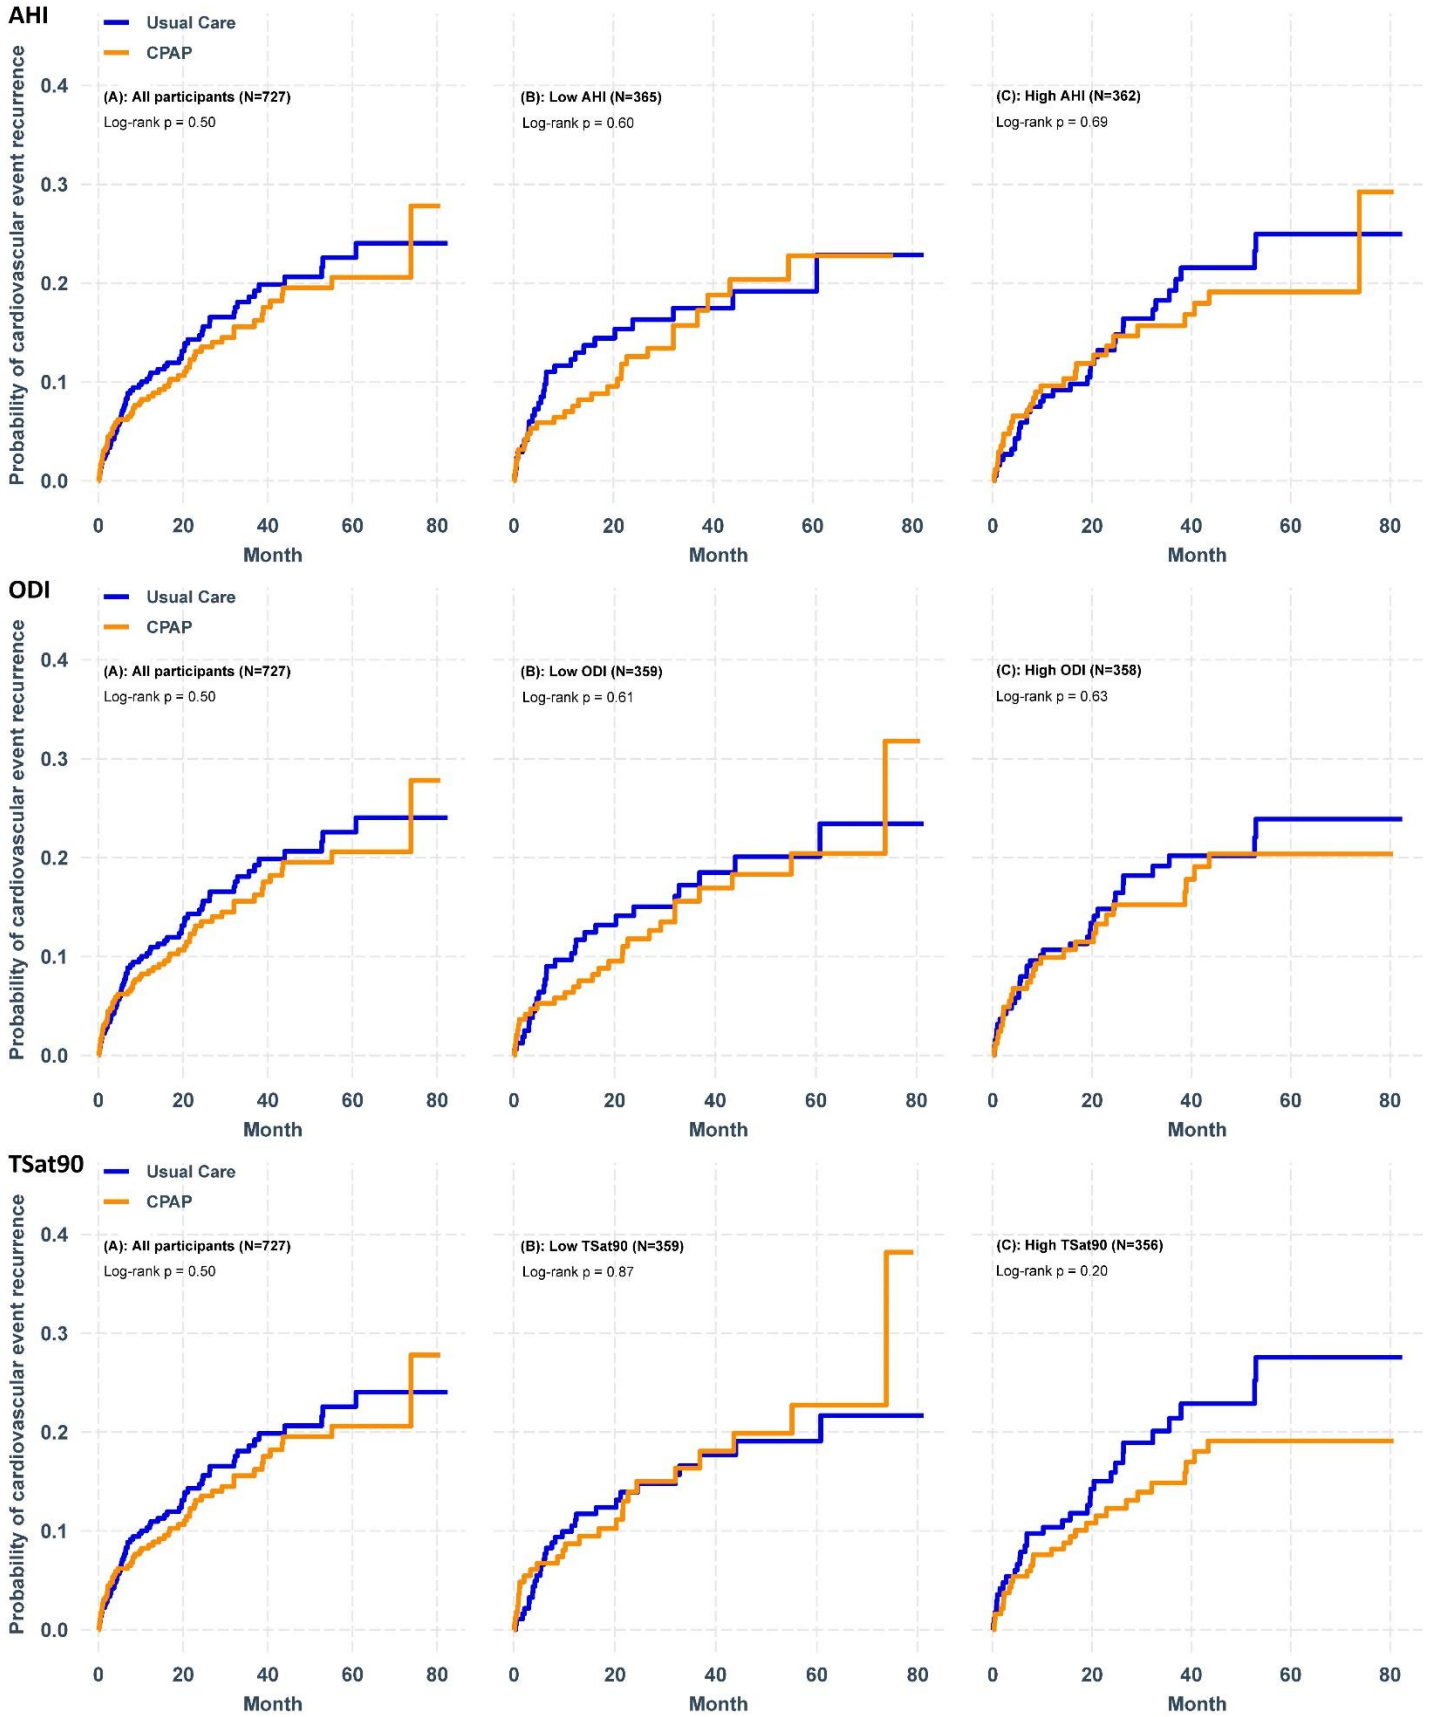 AHI
Usual Care
CPAP
Probability of cardiovascular event recurrence
0.4
0.3
0.2
0.1
0.0
(A): All participants (N=727)
Log-rank p = 0.50
0 20 40 60 80
Month
(B): Low AHI (N=365)
Log-rank p = 0.60
0 20 40 60 80
Month
(C): High AHI (N=362)
Log-rank p = 0.69
0 20 40 60 80
Month
ODI
Usual Care
CPAP
Probability of cardiovascular event recurrence
0.4
0.3
0.2
0.1
0.0
(A): All participants (N=727)
Log-rank p = 0.50
0 20 40 60 80
Month
(B): Low ODI (N=359)
Log-rank p = 0.61
0 20 40 60 80
Month
(C): High ODI (N=358)
Log-rank p = 0.63
0 20 40 60 80
Month
TSat90
Usual Care
CPAP
Probability of cardiovascular event recurrence
0.4
0.3
0.2
0.1
0.0
(A): All participants (N=727)
Log-rank p = 0.50
0 20 40 60 80
Month
(B): Low TSat90 (N=359)
Log-rank p = 0.87
0 20 40 60 80
Month
(C): High TSat90 (N=356)
Log-rank p = 0.20
0 20 40 60 80
Month